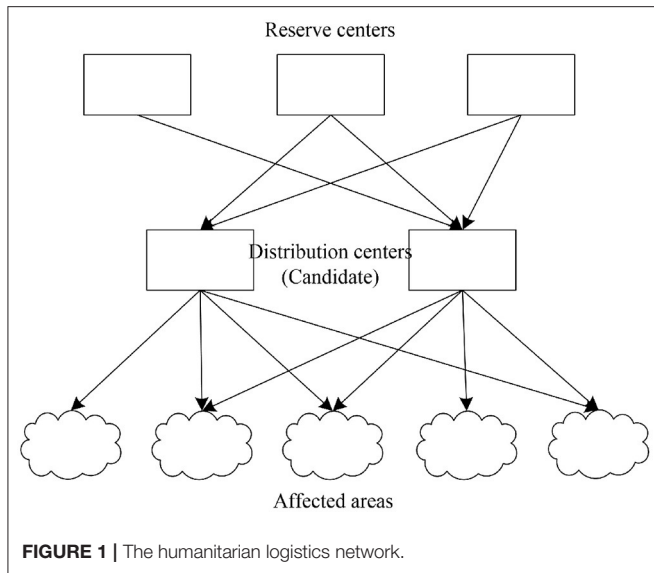 Reserve centers
Distribution centers
(Candidate)
Affected areas
FIGURE 1 | The humanitarian logistics network.